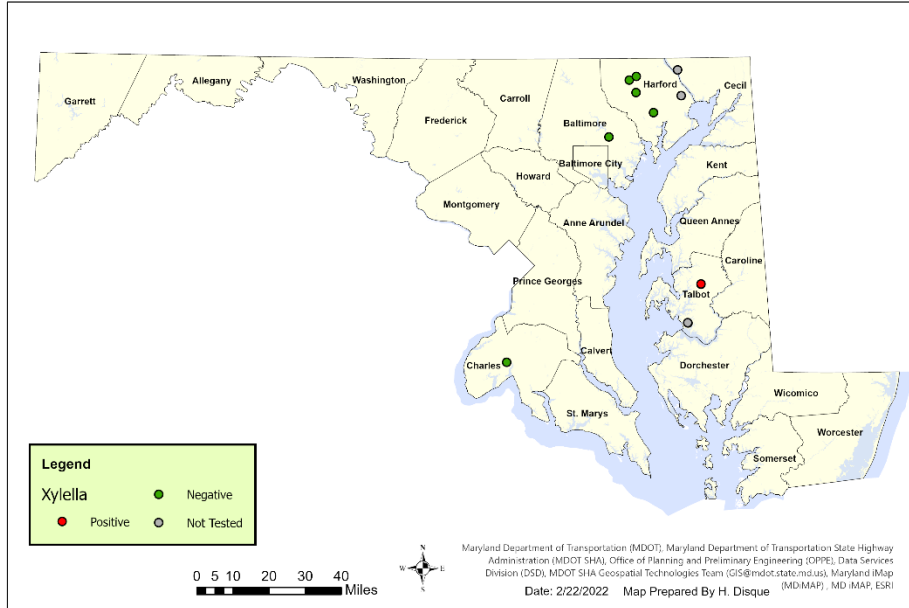 Garrett
Allegany
Washington
Frederick
Carroll
Baltimore
Harford
Cecil
Baltimore City
Howard
Montgomery
Kent
Anne Arundel
Queen Annes
Caroline
Prince Georges
Talbot
Calvert
Charles
Dorchester
St. Marys
Wicomico
Worcester
Somerset
Legend
Xylella
Positive
Negative
Not Tested
0 5 10 20 30 40
Miles
N
W E
S
Maryland Department of Transportation (MDOT), Maryland Department of Transportation State Highway
Administration (MDOT SHA), Office of Planning and Preliminary Engineering (OPPE), Data Services
Division (DSD), MDOT SHA Geospatial Technologies Team (GIS@mdot.state.md.us), Maryland iMap
(MDiMAP) , MD iMAP, ESRI
Date: 2/22/2022 Map Prepared By H. Disque